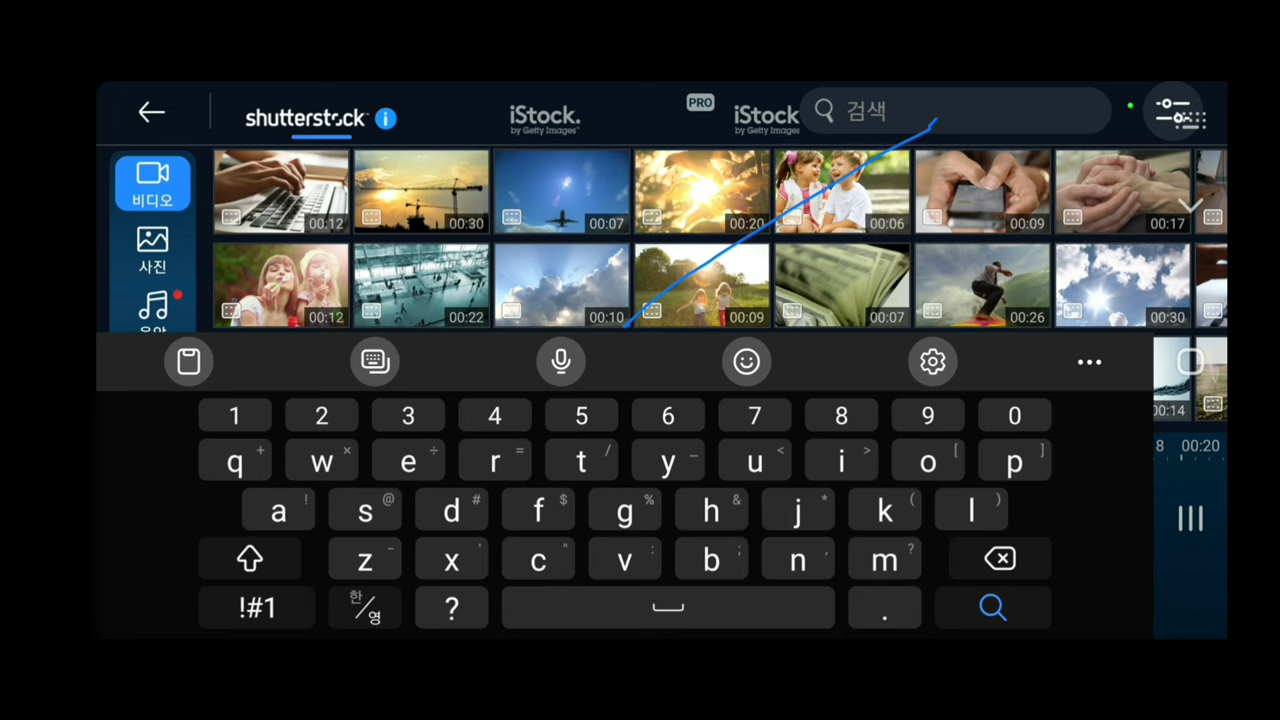 shutterstock
iStock.
by Getty Images™
PRO
iStock
by Getty Images
검색
비디오
00:12
00:30
00:07
00:20
00:06
00:09
00:17
사진
00:12
00:22
00:10
00:09
00:07
00:26
00:30
음악
00:14
8 00:20
1 2 3 4 5 6 7 8 9 0
q + w × e ÷ r = t / y _ u < i > o [ p ]
a ! s @ d # f $ g % h & j * k ( l )
z - x ' c " v : b ; n , m ?
!#1 한/영 ? .